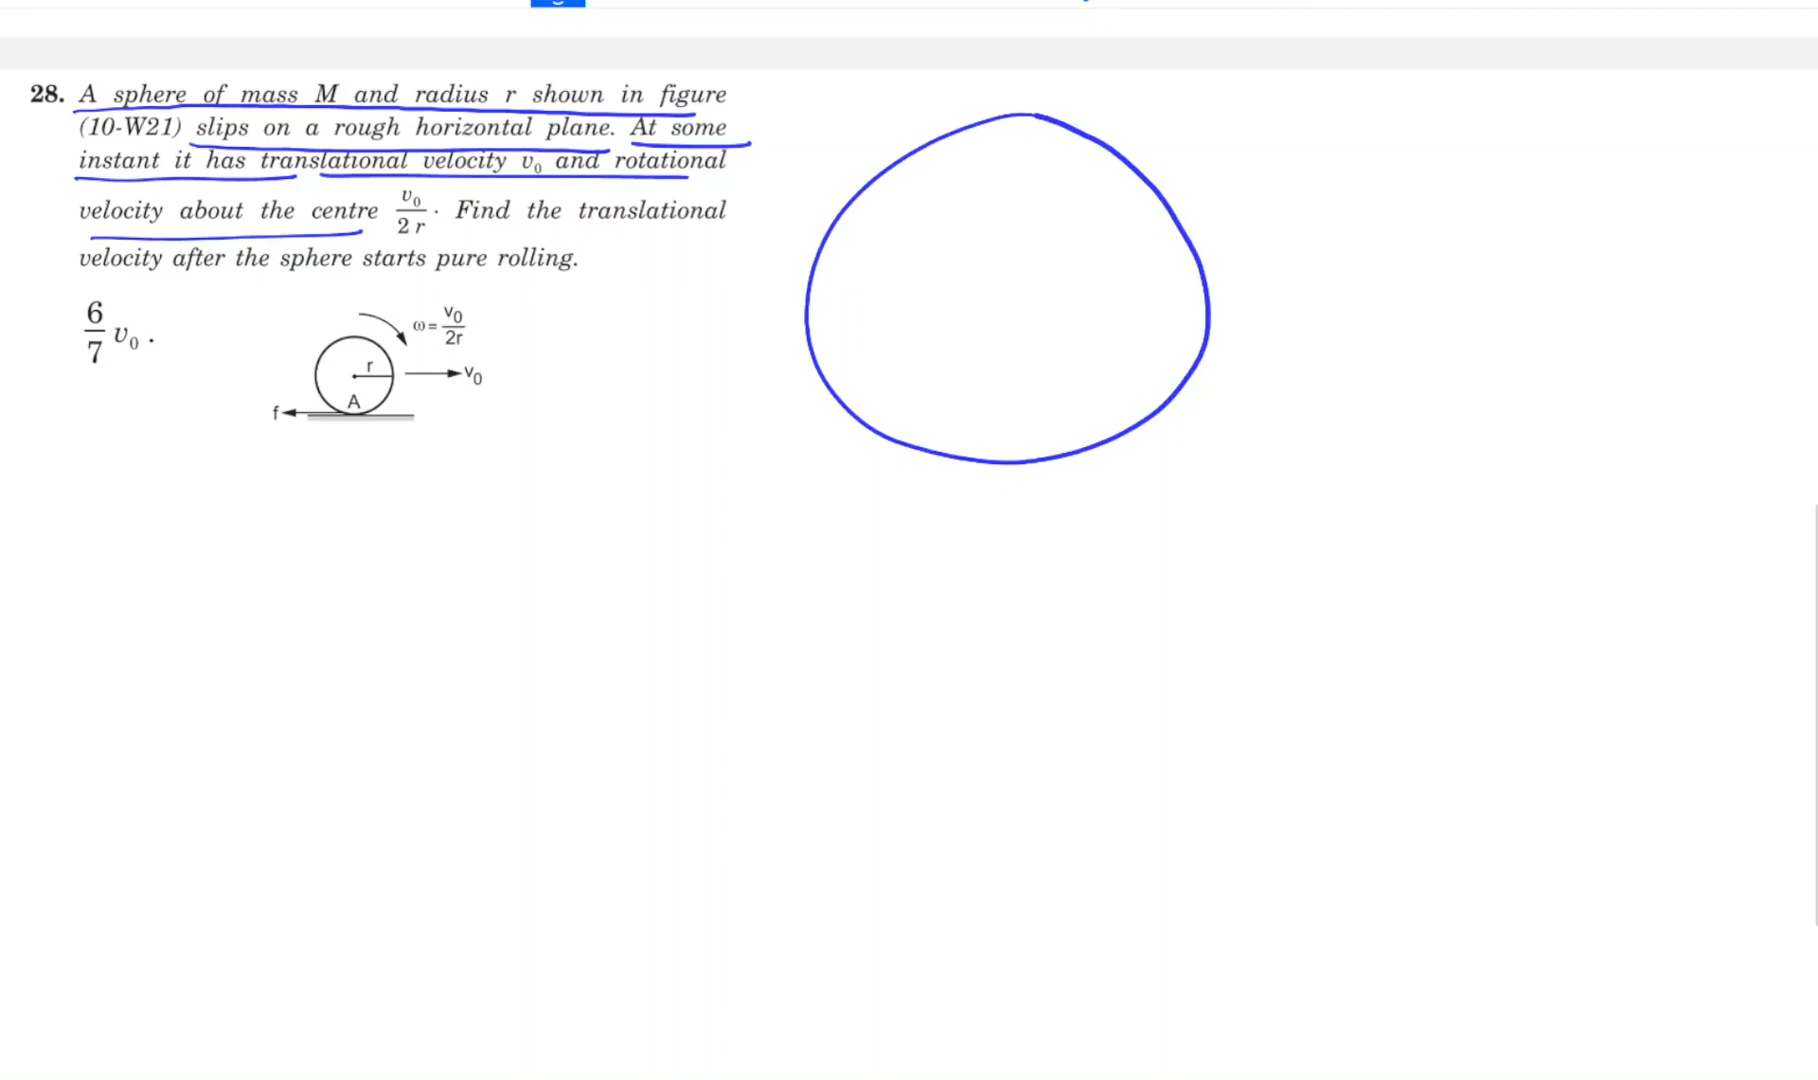 28. A sphere of mass M and radius r shown in figure
(10-W21) slips on a rough horizontal plane. At some
instant it has translational velocity v₀ and rotational
velocity about the centre v₀/2 r. Find the translational
velocity after the sphere starts pure rolling.
6/7 v₀.
ω = v₀/2r
r
v₀
A
f